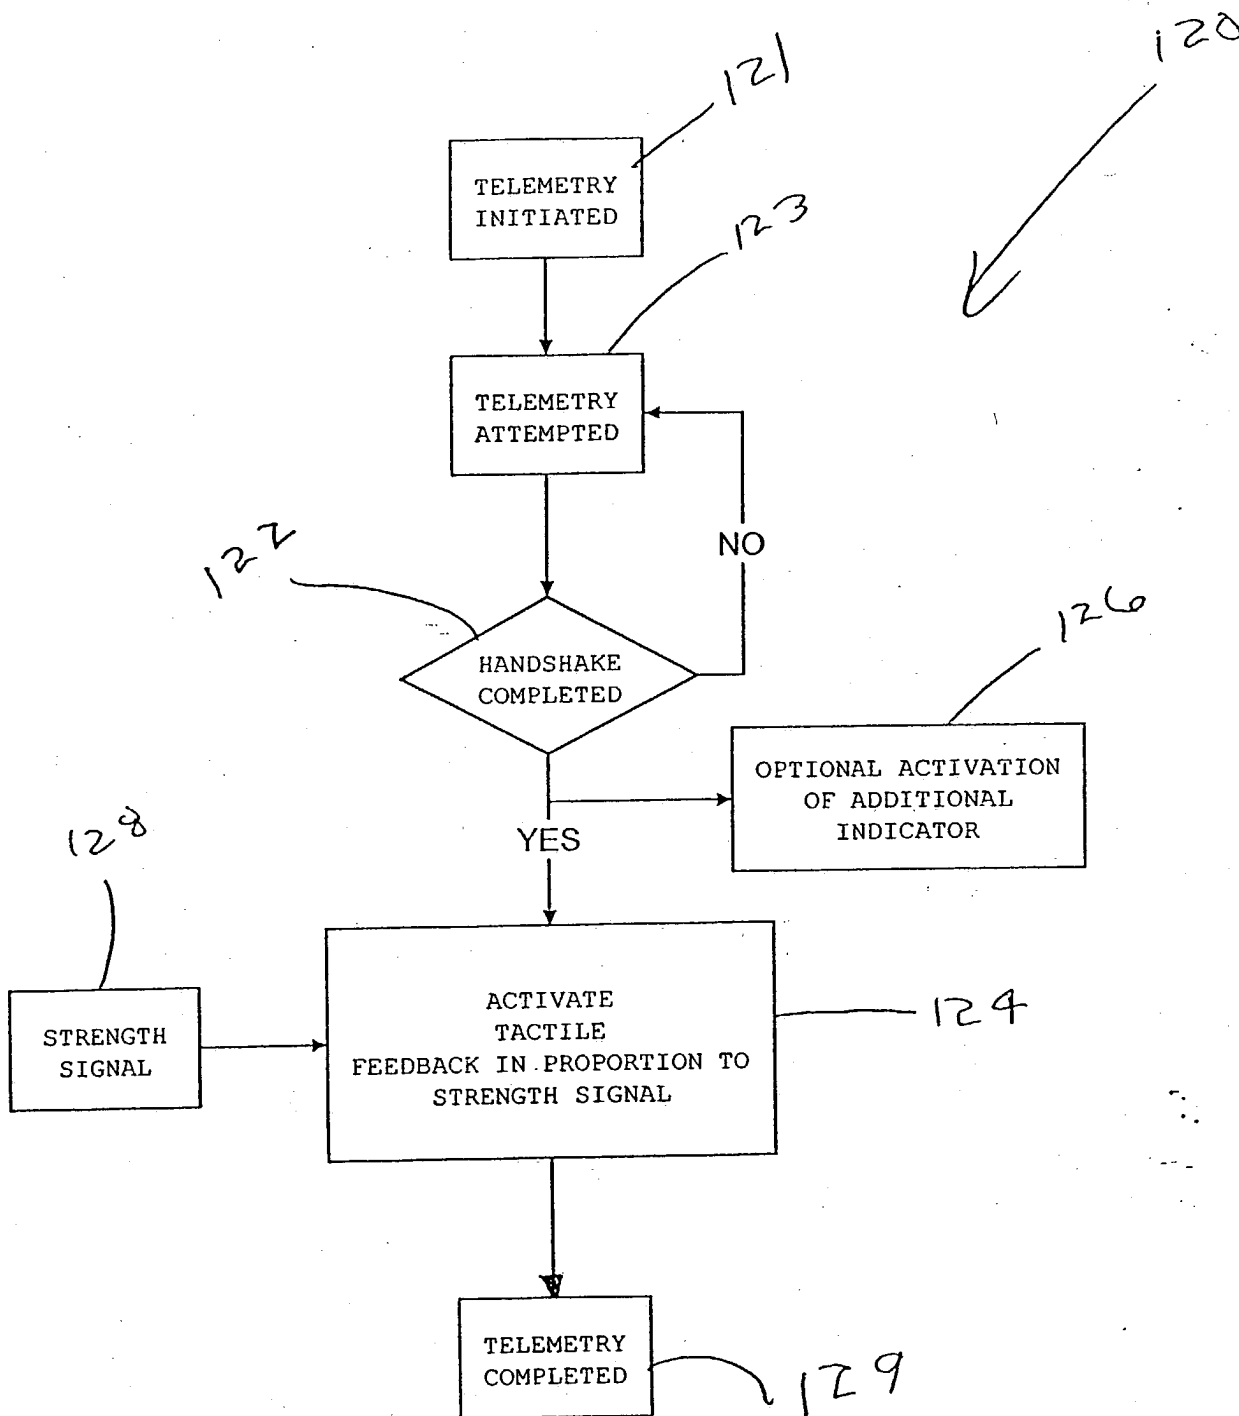 120
121
TELEMETRY
INITIATED
123
TELEMETRY
ATTEMPTED
NO
122
HANDSHAKE
COMPLETED
126
OPTIONAL ACTIVATION
OF ADDITIONAL
INDICATOR
YES
128
STRENGTH
SIGNAL
ACTIVATE
TACTILE
FEEDBACK IN PROPORTION TO
STRENGTH SIGNAL
124
TELEMETRY
COMPLETED
129